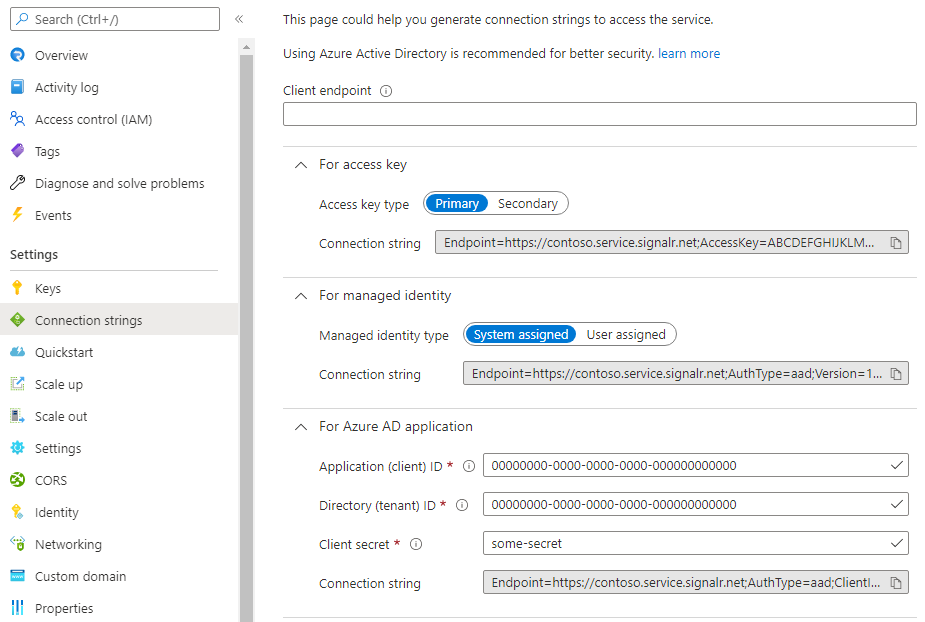 Search (Ctrl+/)
«
Overview
Activity log
Access control (IAM)
Tags
Diagnose and solve problems
Events
Settings
Keys
Connection strings
Quickstart
Scale up
Scale out
Settings
CORS
Identity
Networking
Custom domain
Properties
This page could help you generate connection strings to access the service.
Using Azure Active Directory is recommended for better security. learn more
Client endpoint
For access key
Access key type Primary Secondary
Connection string Endpoint=https://contoso.service.signalr.net;AccessKey=ABCDEFGHIJKLM...
For managed identity
Managed identity type System assigned User assigned
Connection string Endpoint=https://contoso.service.signalr.net;AuthType=aad;Version=1...
For Azure AD application
Application (client) ID * 00000000-0000-0000-0000-000000000000
Directory (tenant) ID * 00000000-0000-0000-0000-000000000000
Client secret * some-secret
Connection string Endpoint=https://contoso.service.signalr.net;AuthType=aad;ClientI...